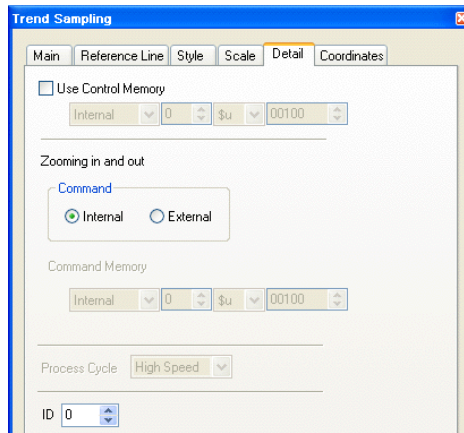 Trend Sampling
Main Reference Line Style Scale Detail Coordinates
Use Control Memory
Internal 0 $u 00100
Zooming in and out
Command
Internal External
Command Memory
Internal 0 $u 00100
Process Cycle High Speed
ID 0